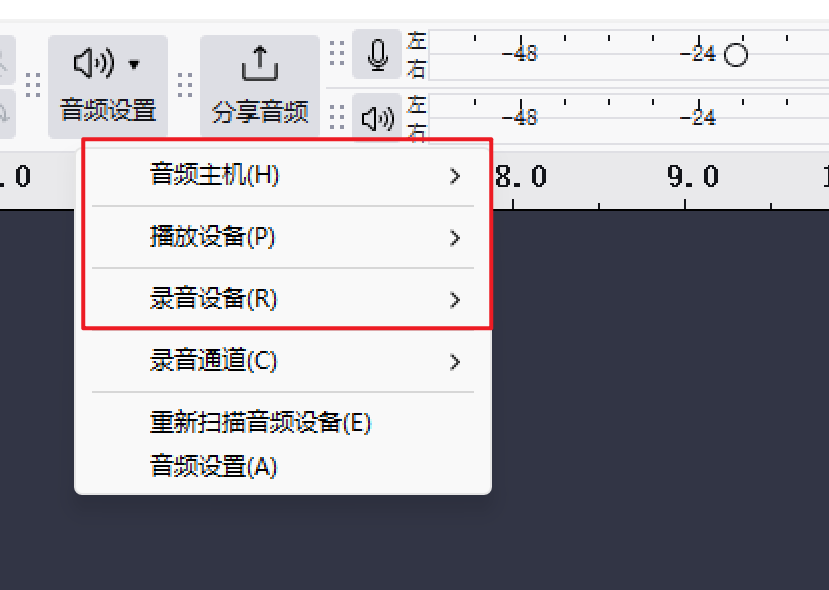 音频设置
分享音频
左
右
-48
-24
左
右
-48
-24
.0
8.0
9.0
音频主机(H)
播放设备(P)
录音设备(R)
录音通道(C)
重新扫描音频设备(E)
音频设置(A)